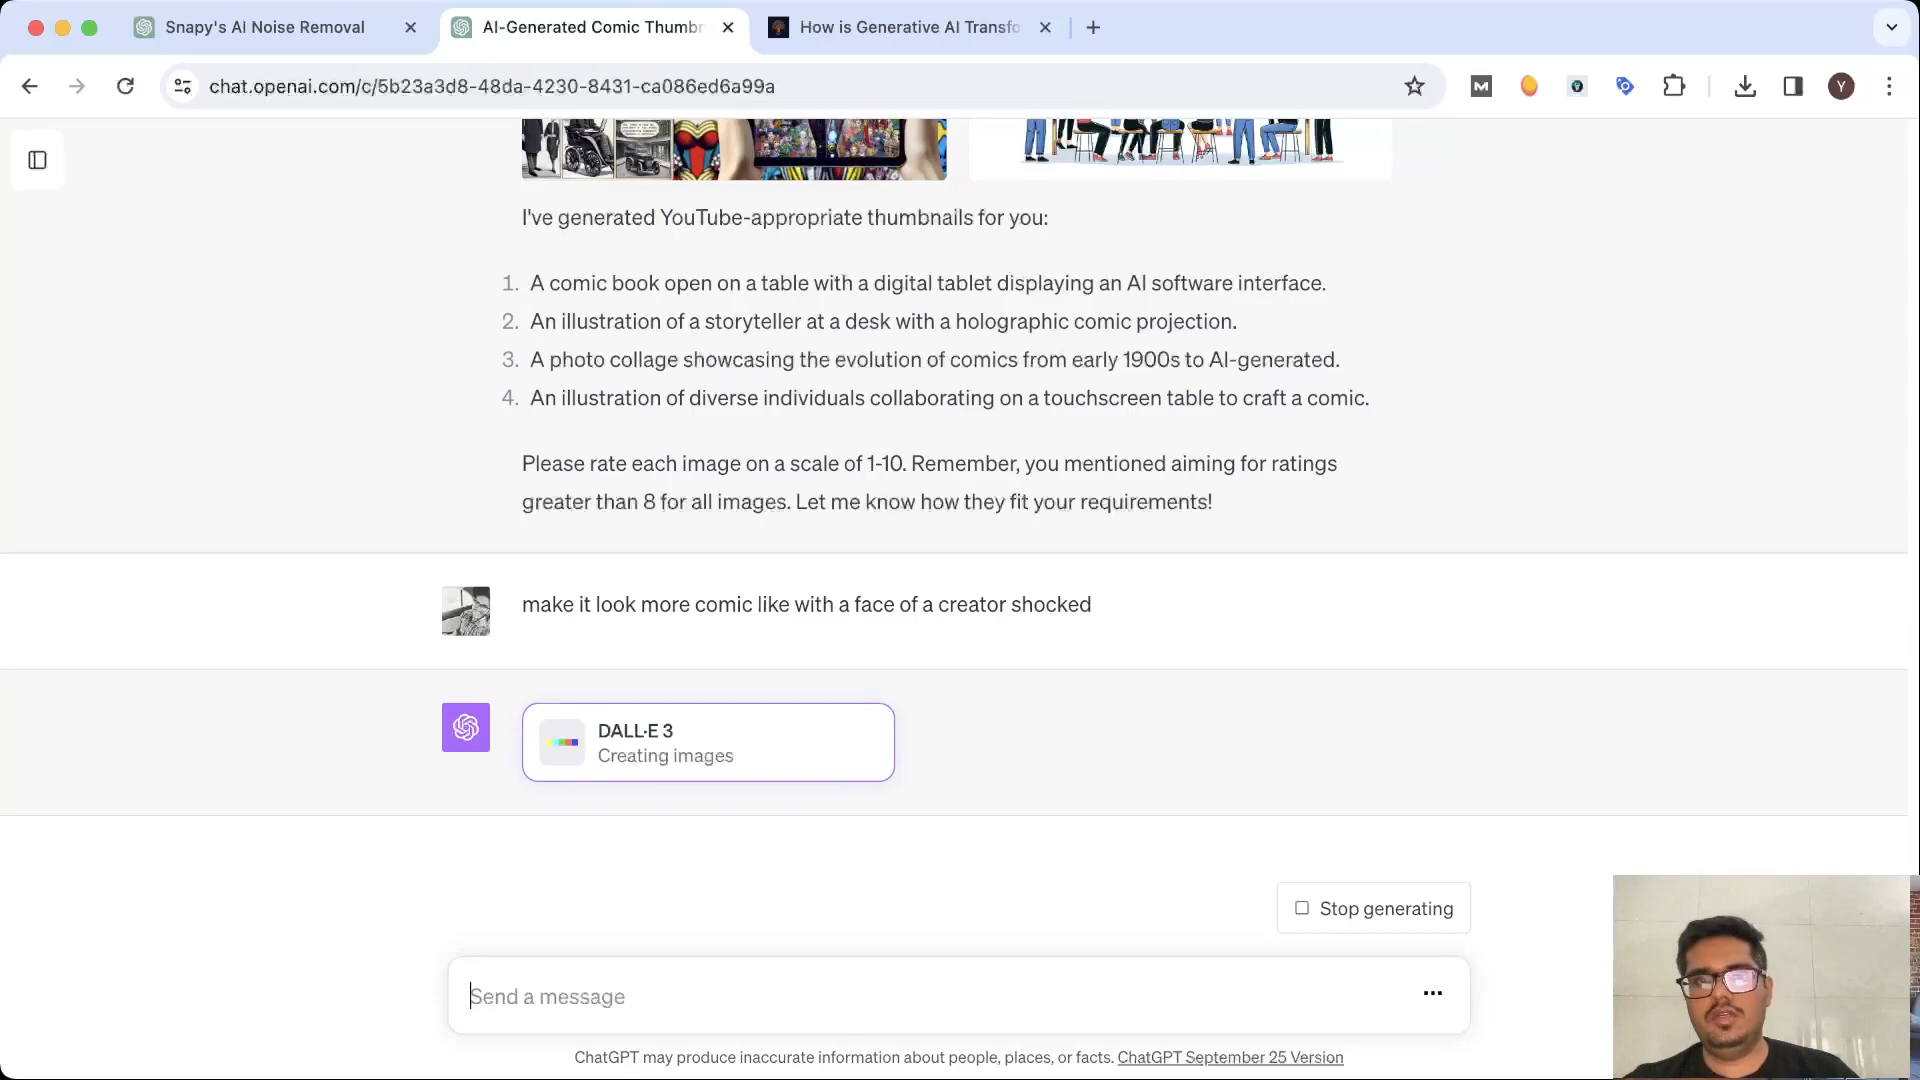 Snapy's AI Noise Removal
AI-Generated Comic Thumbn
How is Generative AI Transfo
chat.openai.com/c/5b23a3d8-48da-4230-8431-ca086ed6a99a
M
Y
I've generated YouTube-appropriate thumbnails for you:
1. A comic book open on a table with a digital tablet displaying an AI software interface.
2. An illustration of a storyteller at a desk with a holographic comic projection.
3. A photo collage showcasing the evolution of comics from early 1900s to AI-generated.
4. An illustration of diverse individuals collaborating on a touchscreen table to craft a comic.
Please rate each image on a scale of 1-10. Remember, you mentioned aiming for ratings
greater than 8 for all images. Let me know how they fit your requirements!
make it look more comic like with a face of a creator shocked
DALL·E 3
Creating images
Stop generating
Send a message
ChatGPT may produce inaccurate information about people, places, or facts. ChatGPT September 25 Version